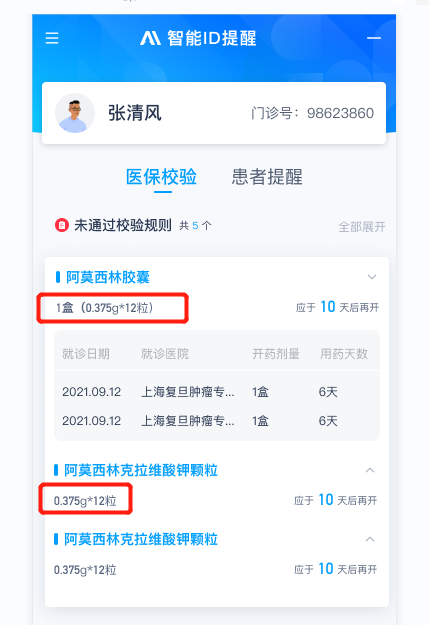 智能ID提醒
张清风 门诊号：98623860
医保校验 患者提醒
未通过校验规则 共 5 个 全部展开
阿莫西林胶囊
1盒（0.375g*12粒） 应于 10 天后再开
就诊日期 就诊医院 开药剂量 用药天数
2021.09.12 上海复旦肿瘤专... 1盒 6天
2021.09.12 上海复旦肿瘤专... 1盒 6天
阿莫西林克拉维酸钾颗粒
0.375g*12粒 应于 10 天后再开
阿莫西林克拉维酸钾颗粒
0.375g*12粒 应于 10 天后再开